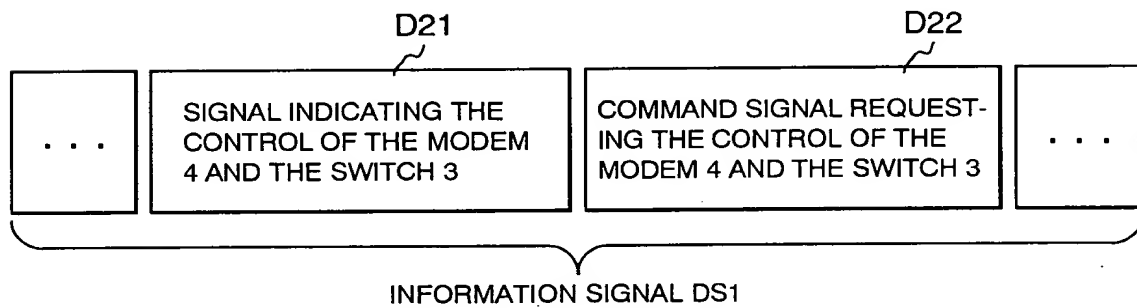 D21
D22
. . .
SIGNAL INDICATING THE
CONTROL OF THE MODEM
4 AND THE SWITCH 3
COMMAND SIGNAL REQUEST-
ING THE CONTROL OF THE
MODEM 4 AND THE SWITCH 3
. . .
INFORMATION SIGNAL DS1